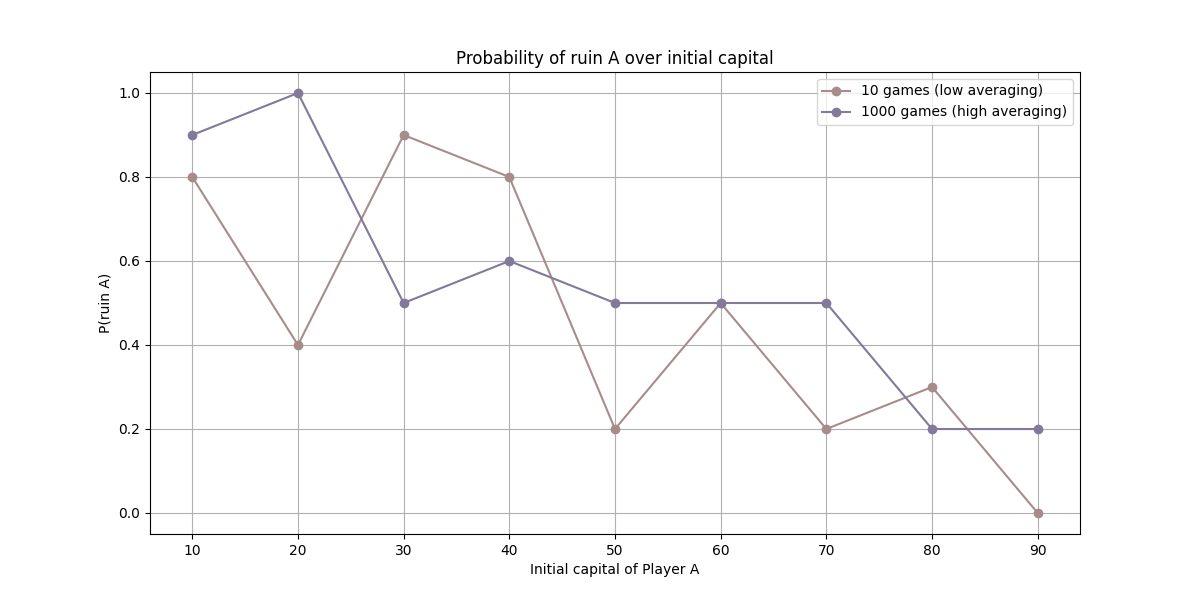 Probability of ruin A over initial capital
10 games (low averaging)
1000 games (high averaging)
P(ruin A)
1.0
0.8
0.6
0.4
0.2
0.0
10 20 30 40 50 60 70 80 90
Initial capital of Player A